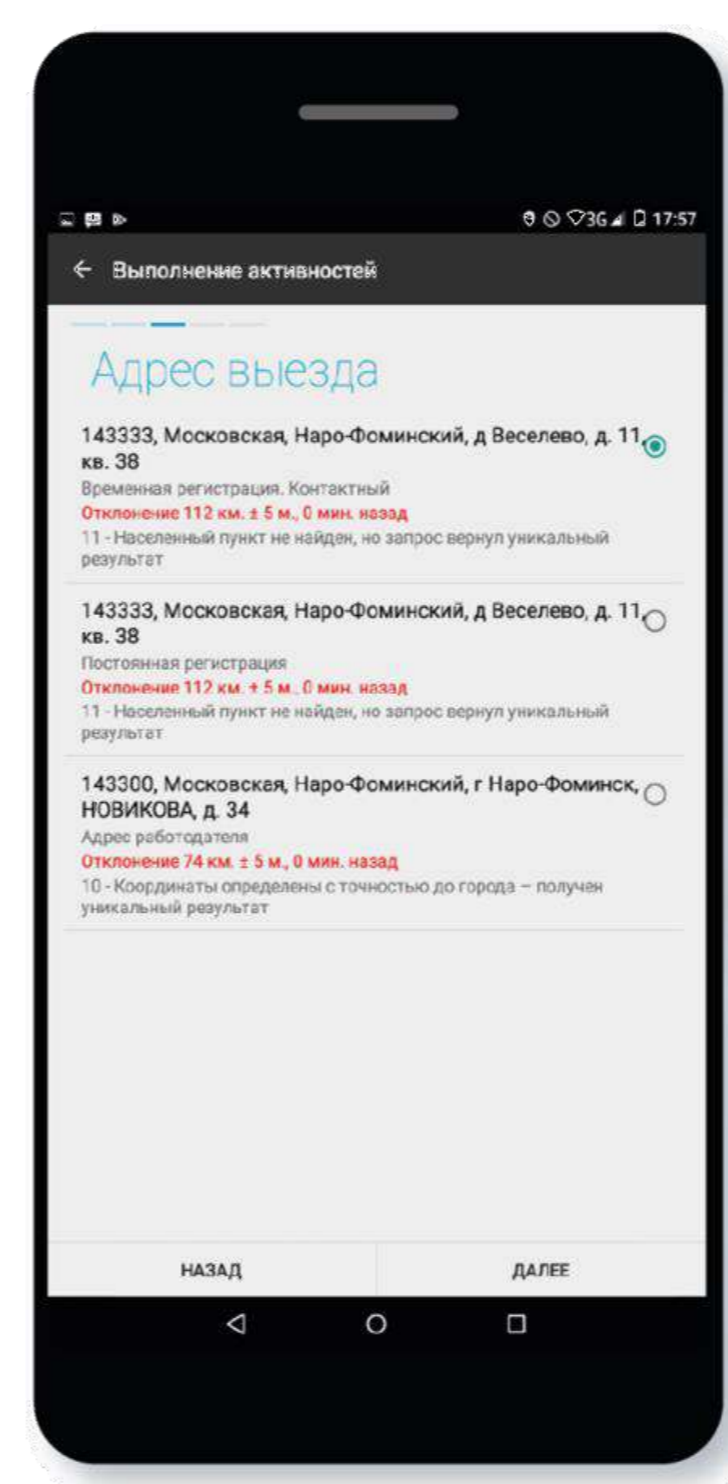 3G 17:57
← Выполнение активностей
Адрес выезда
143333, Московская, Наро-Фоминский, д Веселево, д. 11,
кв. 38
Временная регистрация. Контактный
Отклонение 112 км. ± 5 м., 0 мин. назад
11 - Населенный пункт не найден, но запрос вернул уникальный
результат
143333, Московская, Наро-Фоминский, д Веселево, д. 11,
кв. 38
Постоянная регистрация
Отклонение 112 км. ± 5 м., 0 мин. назад
11 - Населенный пункт не найден, но запрос вернул уникальный
результат
143300, Московская, Наро-Фоминский, г Наро-Фоминск,
НОВИКОВА, д. 34
Адрес работодателя
Отклонение 74 км. ± 5 м., 0 мин. назад
10 - Координаты определены с точностью до города – получен
уникальный результат
НАЗАД ДАЛЕЕ